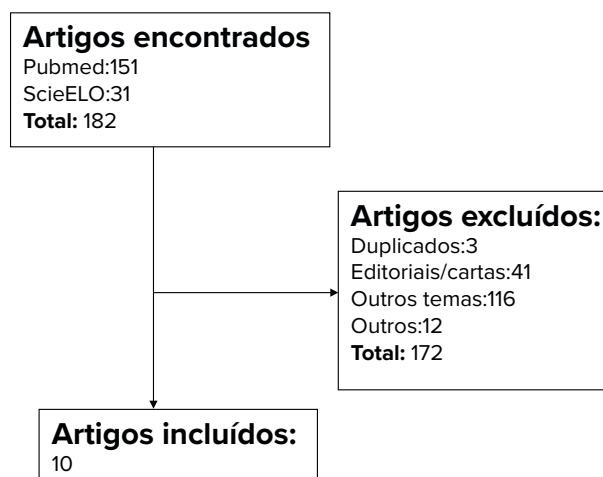 Artigos encontrados
Pubmed:151
ScieELO:31
Total: 182
Artigos excluídos:
Duplicados:3
Editoriais/cartas:41
Outros temas:116
Outros:12
Total: 172
Artigos incluídos:
10